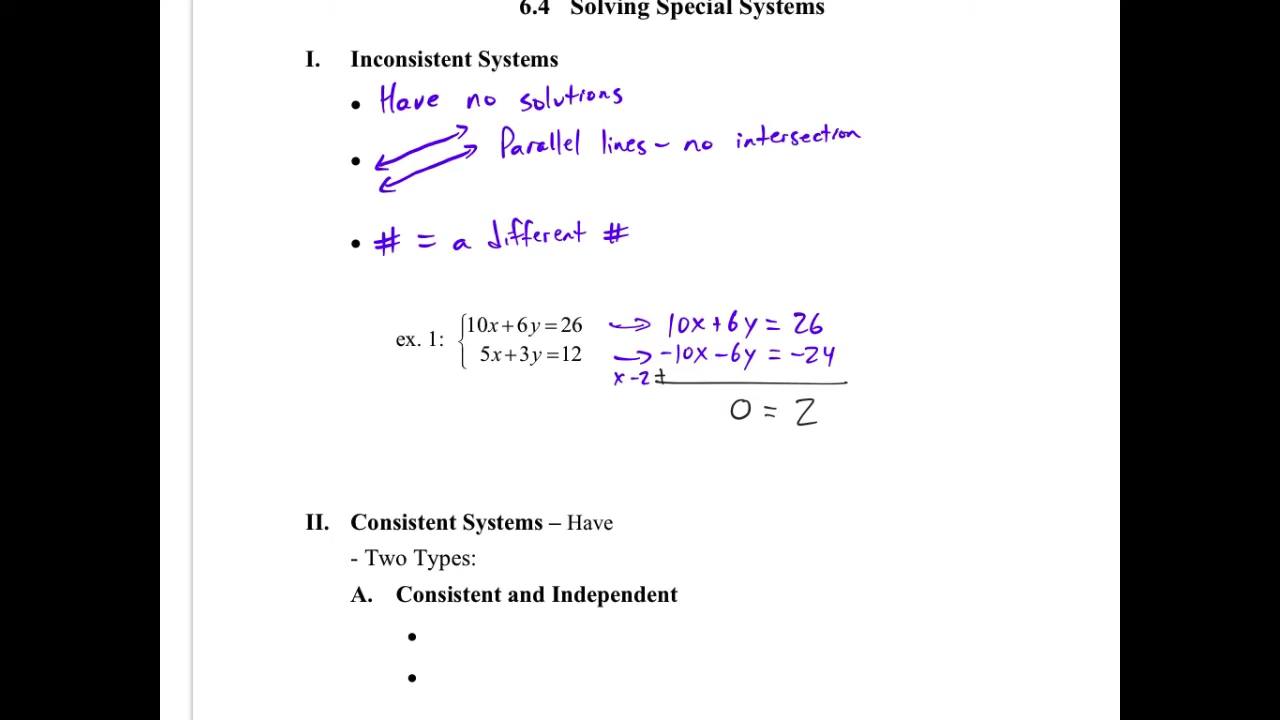 6.4 Solving Special Systems
I. Inconsistent Systems
• Have no solutions
• Parallel lines - no intersection
• # = a different #
ex. 1: { 10x+6y=26 → 10x+6y = 26
5x+3y=12 → -10x-6y = -24
x -2 +
0 = 2
II. Consistent Systems – Have
- Two Types:
A. Consistent and Independent
•
•